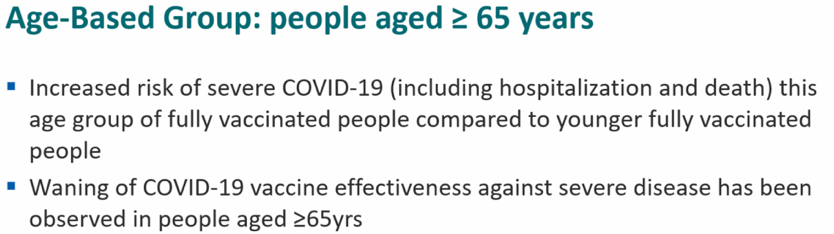 Age-Based Group: people aged ≥ 65 years
▪ Increased risk of severe COVID-19 (including hospitalization and death) this
age group of fully vaccinated people compared to younger fully vaccinated
people
▪ Waning of COVID-19 vaccine effectiveness against severe disease has been
observed in people aged ≥65yrs